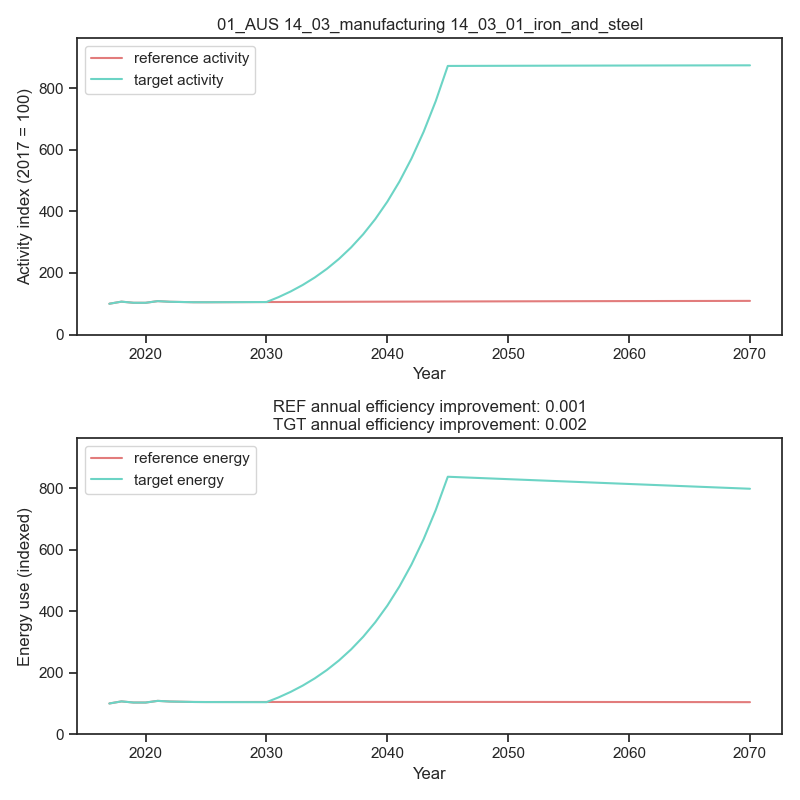 01_AUS 14_03_manufacturing 14_03_01_iron_and_steel
reference activity
target activity
Activity index (2017 = 100)
800
600
400
200
0
2020 2030 2040 2050 2060 2070
Year
REF annual efficiency improvement: 0.001
TGT annual efficiency improvement: 0.002
reference energy
target energy
Energy use (indexed)
800
600
400
200
0
2020 2030 2040 2050 2060 2070
Year